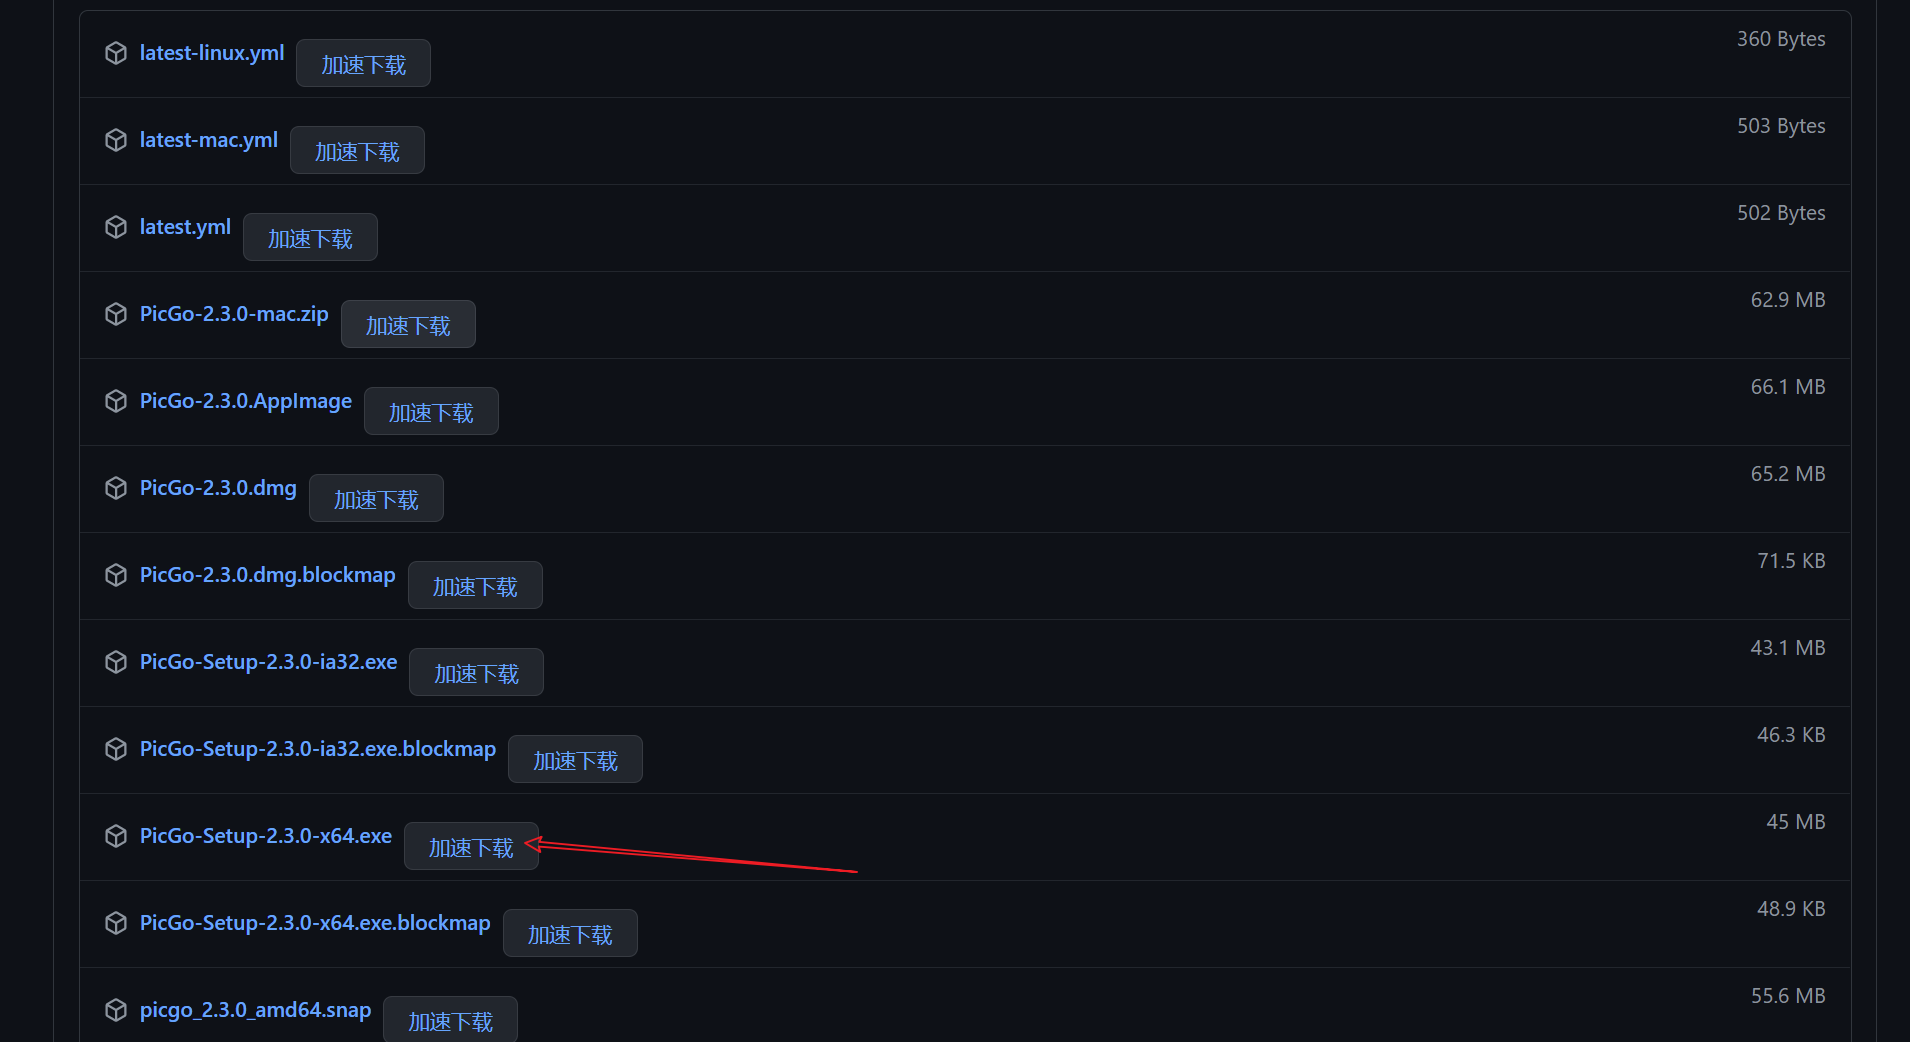 latest-linux.yml 加速下载 360 Bytes
latest-mac.yml 加速下载 503 Bytes
latest.yml 加速下载 502 Bytes
PicGo-2.3.0-mac.zip 加速下载 62.9 MB
PicGo-2.3.0.AppImage 加速下载 66.1 MB
PicGo-2.3.0.dmg 加速下载 65.2 MB
PicGo-2.3.0.dmg.blockmap 加速下载 71.5 KB
PicGo-Setup-2.3.0-ia32.exe 加速下载 43.1 MB
PicGo-Setup-2.3.0-ia32.exe.blockmap 加速下载 46.3 KB
PicGo-Setup-2.3.0-x64.exe 加速下载 45 MB
PicGo-Setup-2.3.0-x64.exe.blockmap 加速下载 48.9 KB
picgo_2.3.0_amd64.snap 加速下载 55.6 MB